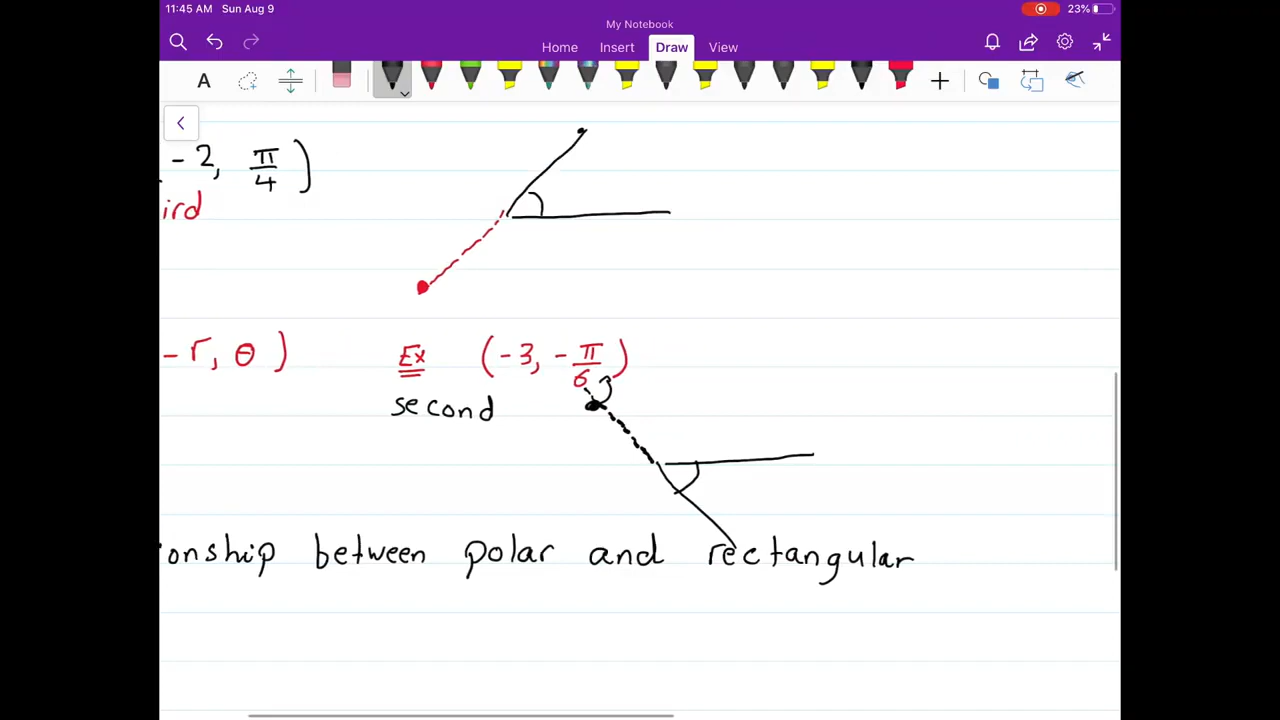 11:45 AM Sun Aug 9
23%
My Notebook
Home Insert Draw View
A
- 2, π/4 )
ird
- r, θ )
Ex (-3, -π/6)
second
ionship between polar and rectangular